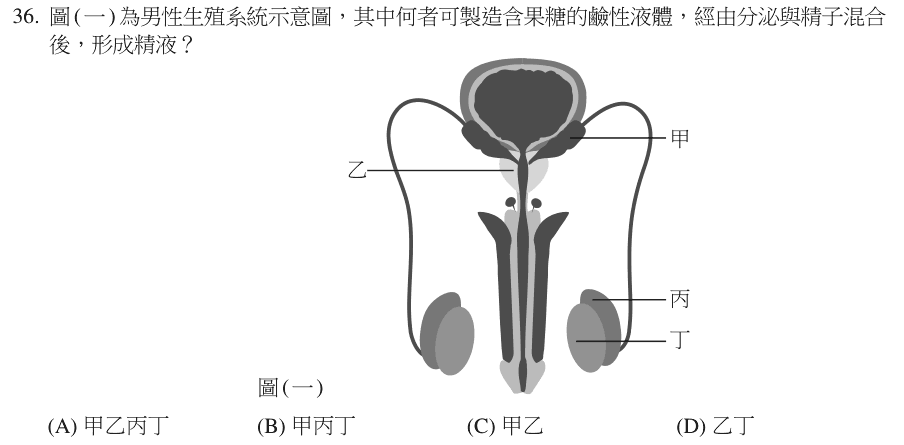 36. 圖(一)為男性生殖系統示意圖，其中何者可製造含果糖的鹼性液體，經由分泌與精子混合
後，形成精液？
甲
乙
丙
丁
圖(一)
(A) 甲乙丙丁 (B) 甲丙丁 (C) 甲乙 (D) 乙丁